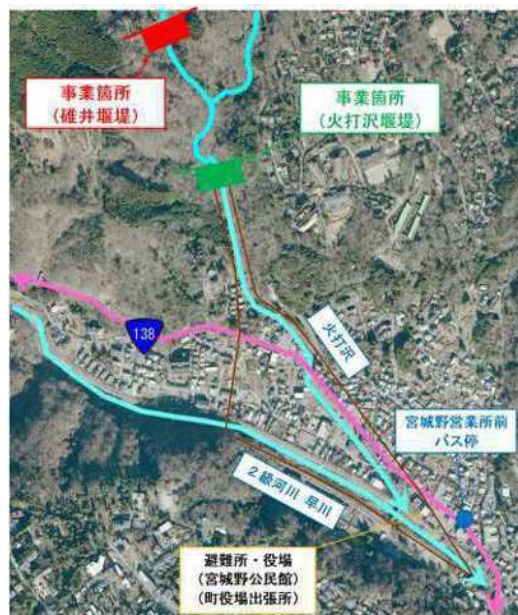 事業箇所
(碓井堰堤)
事業箇所
(火打沢堰堤)
138
火打沢
宮城野営業所前
バス停
2級河川 早川
避難所・役場
(宮城野公民館)
(町役場出張所)